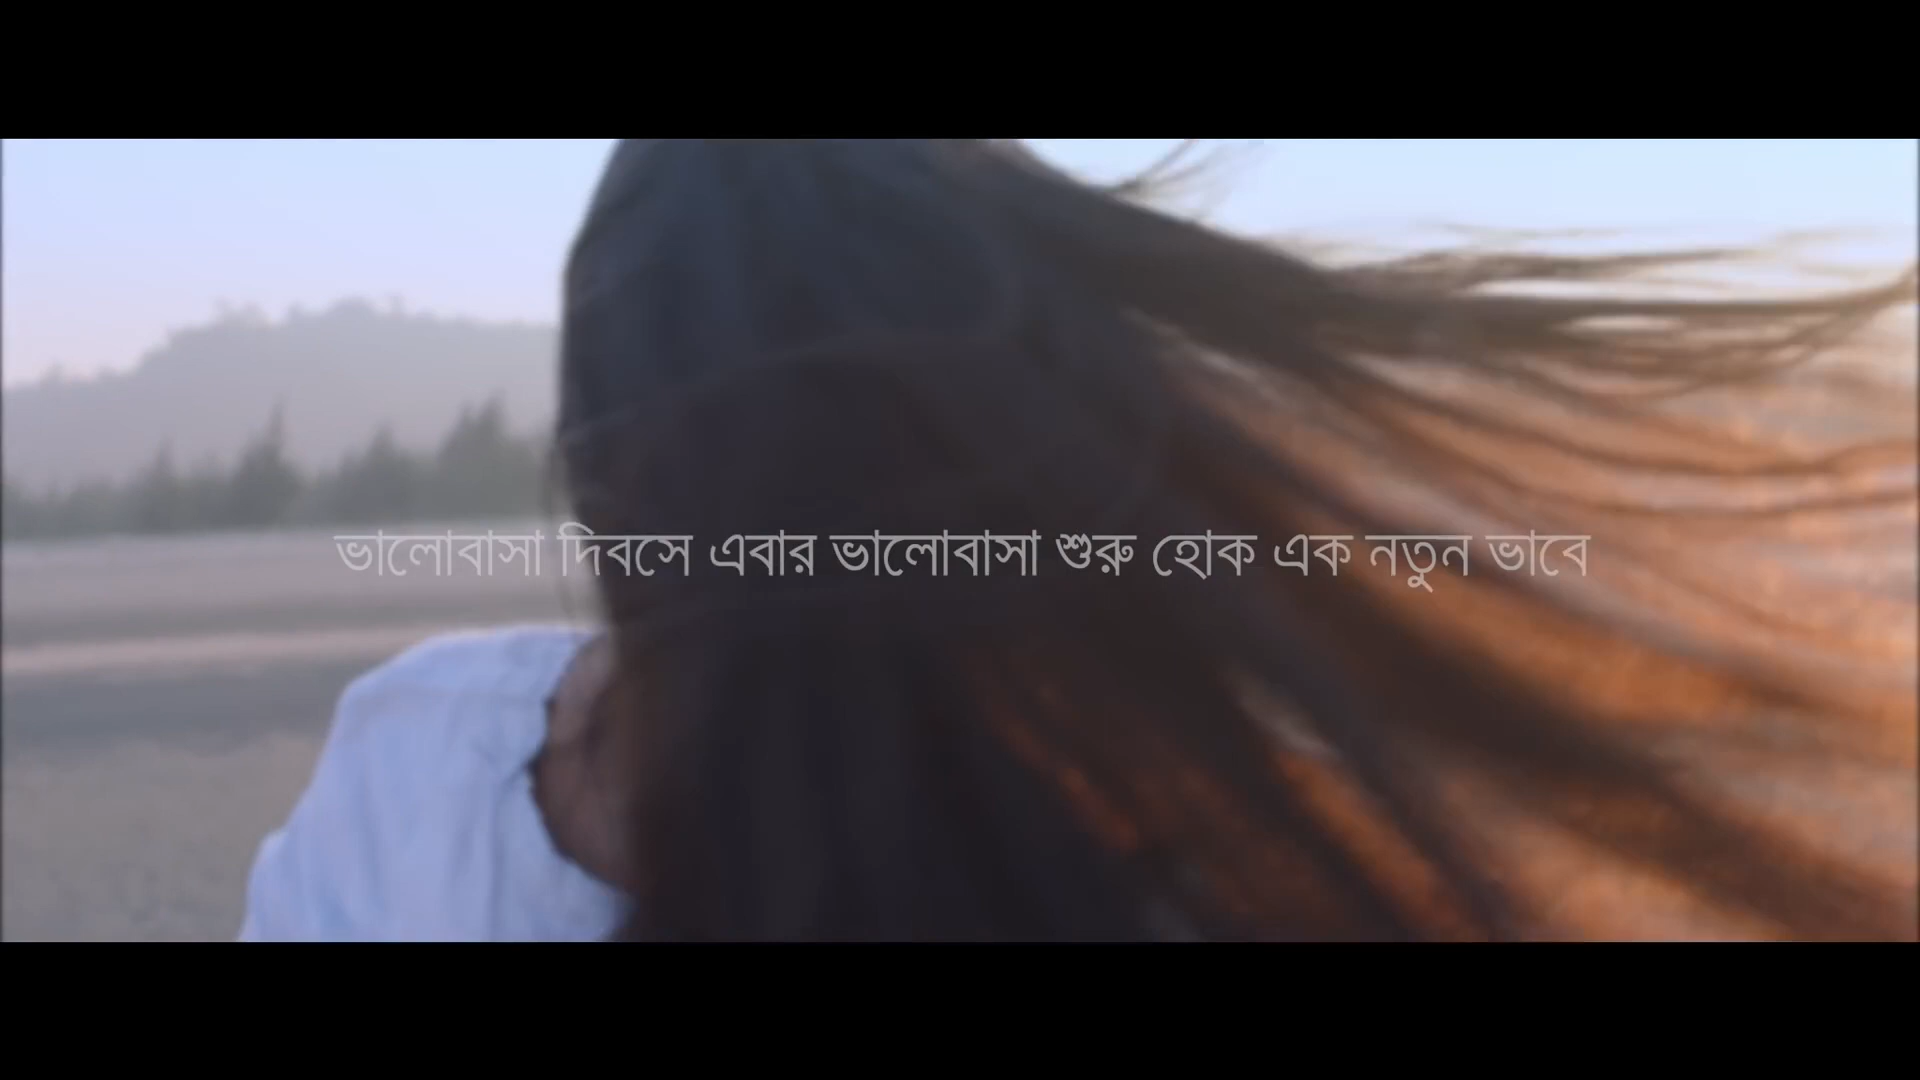 ভালোবাসা দিবসে এবার ভালোবাসা শুরু হোক এক নতুন ভাবে